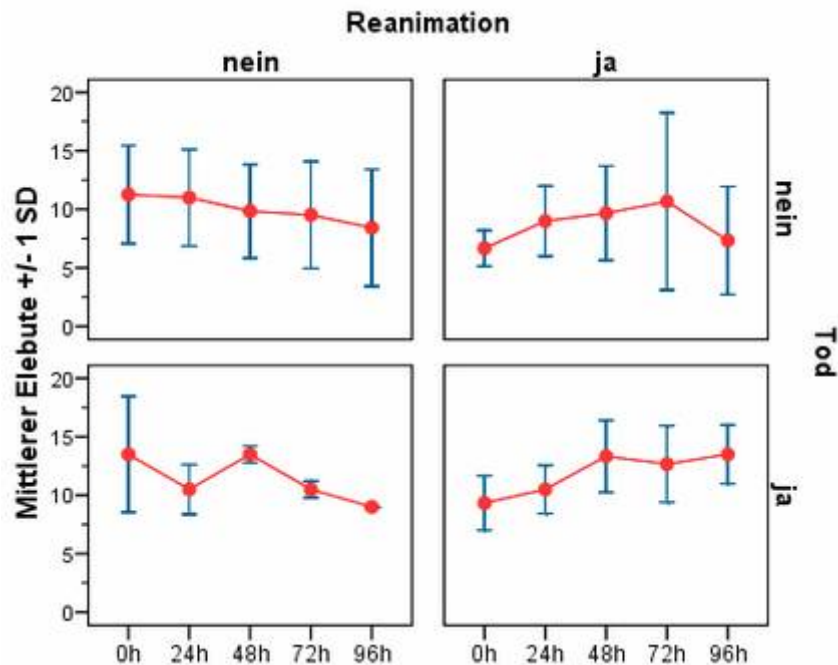 Reanimation
nein ja
Mittlerer Elebute +/- 1 SD
20
15
10
5
0
nein
20
15
10
5
0
ja
Tod
0h 24h 48h 72h 96h 0h 24h 48h 72h 96h